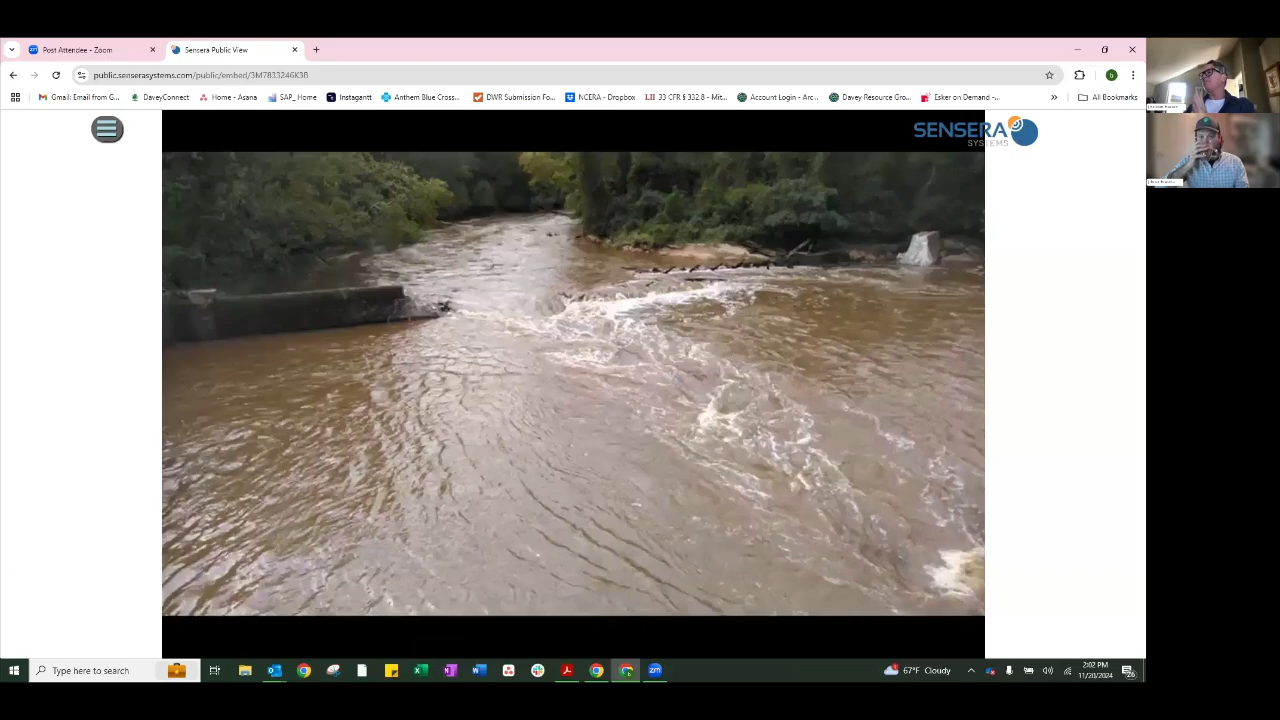 Post Attendee - Zoom
Sensera Public View
public.senserasystems.com/public/embed/3M7833246K3B
Gmail: Email from G...
DaveyConnect
Home - Asana
SAP_Home
Instagantt
Anthem Blue Cross...
DWR Submission Fo...
NCERA - Dropbox
LII 33 CFR § 332.8 - Mit...
Account Login - Arc...
Davey Resource Gro...
Esker on Demand -...
All Bookmarks
SENSERA
SYSTEMS
Type here to search
67°F Cloudy
2:02 PM
11/20/2024